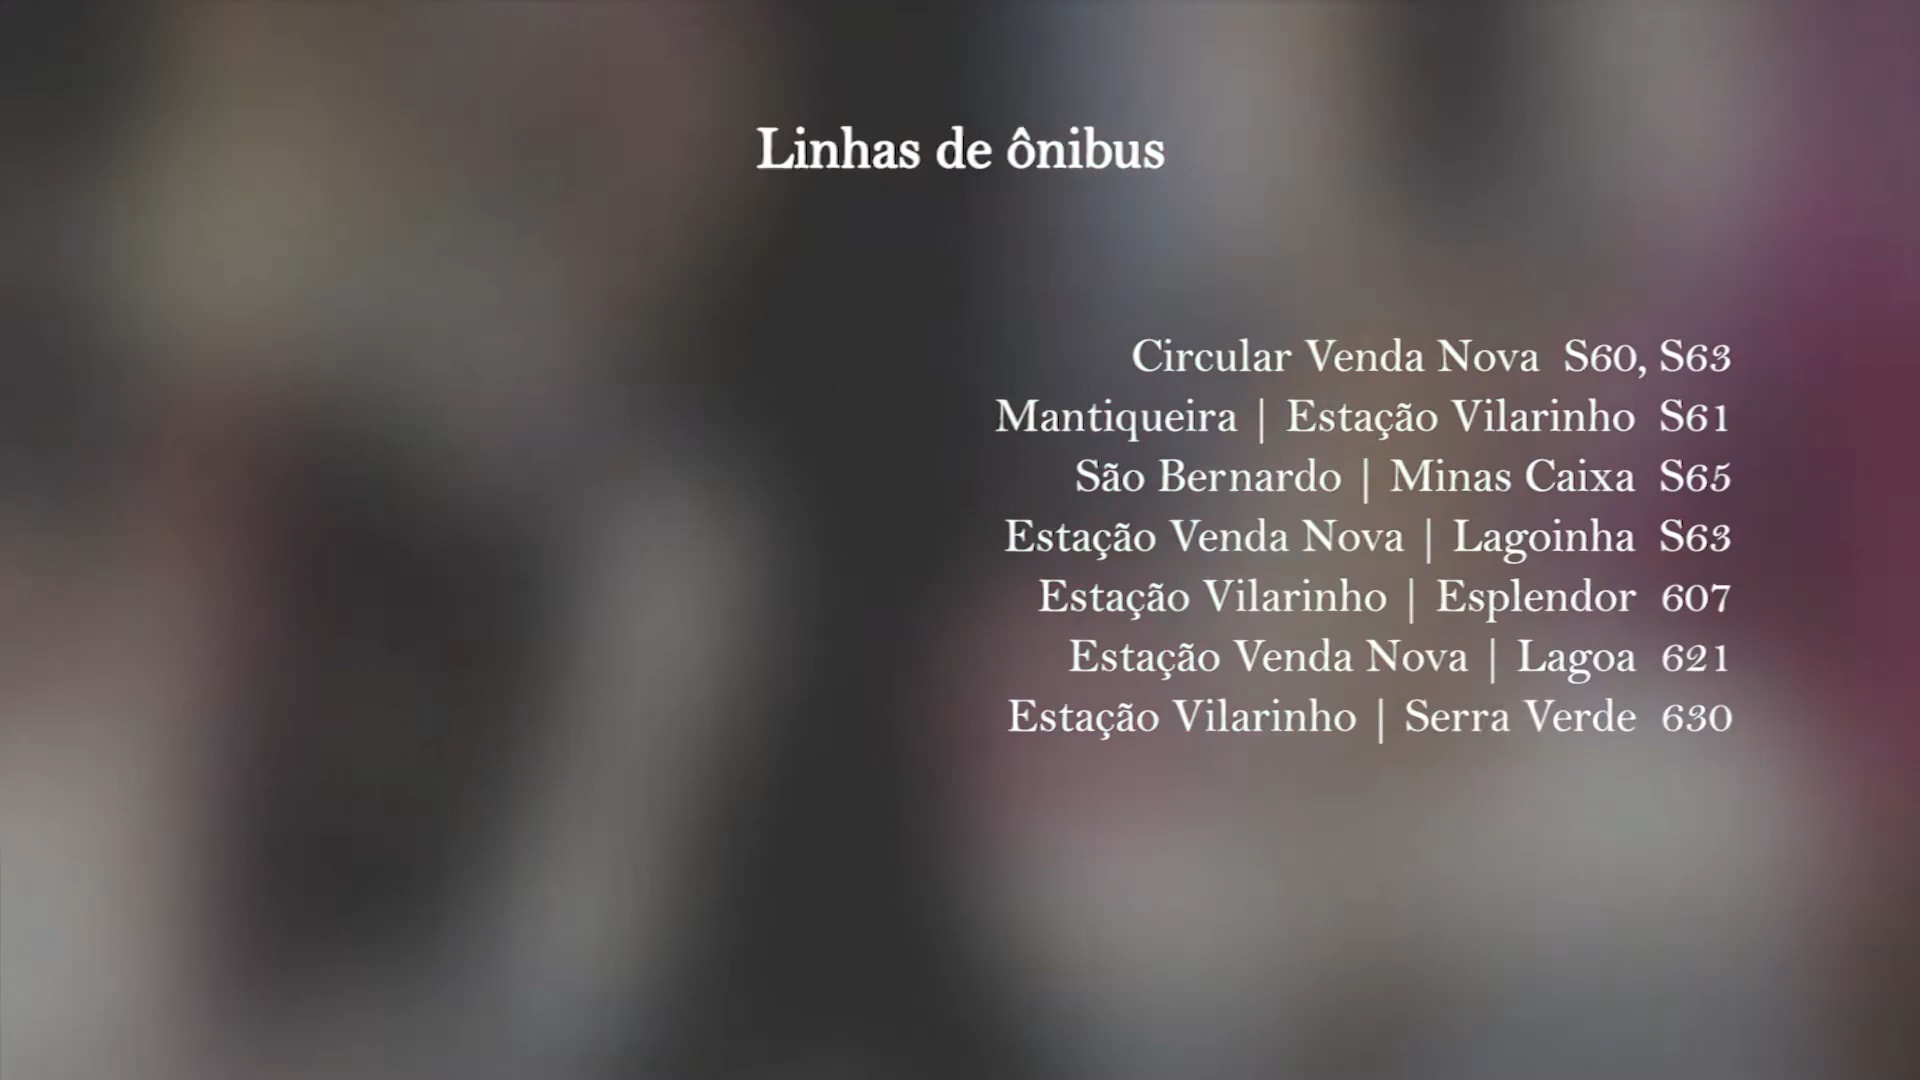 Linhas de ônibus
Circular Venda Nova S60, S63
Mantiqueira | Estação Vilarinho S61
São Bernardo | Minas Caixa S65
Estação Venda Nova | Lagoinha S63
Estação Vilarinho | Esplendor 607
Estação Venda Nova | Lagoa 621
Estação Vilarinho | Serra Verde 630